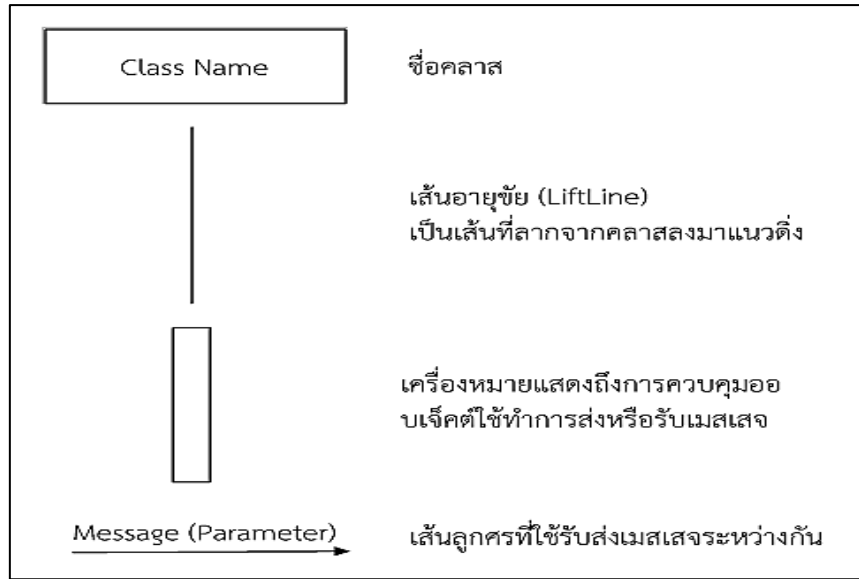 Class Name
ชื่อคลาส
เส้นอายุขัย (LiftLine)
เป็นเส้นที่ลากจากคลาสลงมาแนวดิ่ง
เครื่องหมายแสดงถึงการควบคุมออ
บเจ็คต์ใช้ทำการส่งหรือรับเมสเสจ
Message (Parameter)
เส้นลูกศรที่ใช้รับส่งเมสเสจระหว่างกัน